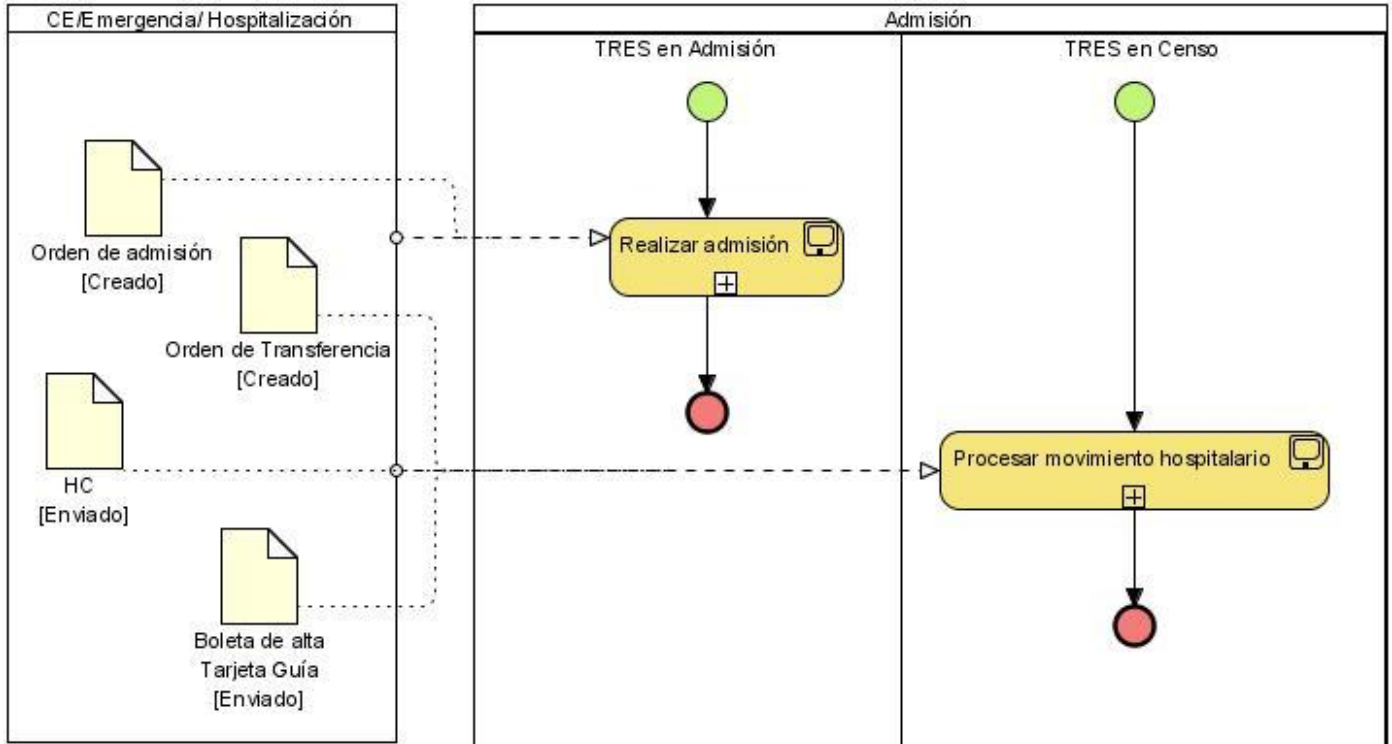 CE/Emergencia/ Hospitalización
Admisión
TRES en Admisión
TRES en Censo
Orden de admisión
[Creado]
Realizar admisión
Orden de Transferencia
[Creado]
HC
[Enviado]
Procesar movimiento hospitalario
Boleta de alta
Tarjeta Guía
[Enviado]